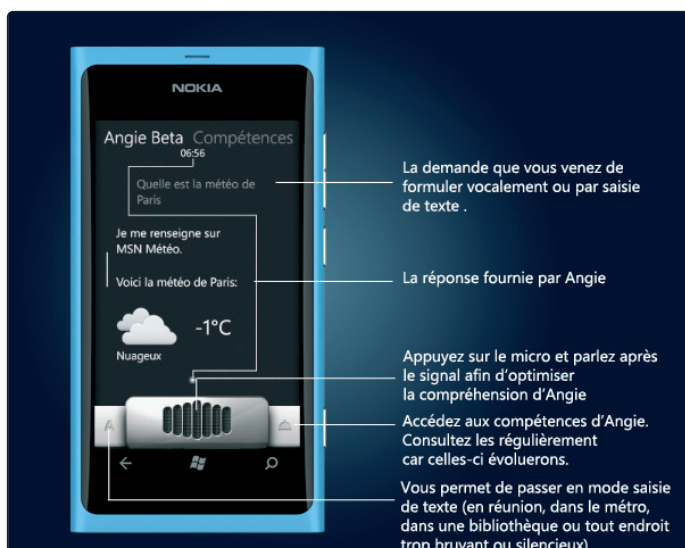 NOKIA
Angie Beta Compétences
06:56
Quelle est la météo de
Paris
Je me renseigne sur
MSN Météo.
Voici la météo de Paris:
-1°C
Nuageux
A
La demande que vous venez de
formuler vocalement ou par saisie
de texte .
La réponse fournie par Angie
Appuyez sur le micro et parlez après
le signal afin d'optimiser
la compréhension d'Angie
Accédez aux compétences d'Angie.
Consultez les régulièrement
car celles-ci évoluerons.
Vous permet de passer en mode saisie
de texte (en réunion, dans le métro,
dans une bibliothèque ou tout endroit
trop bruyant ou silencieux)